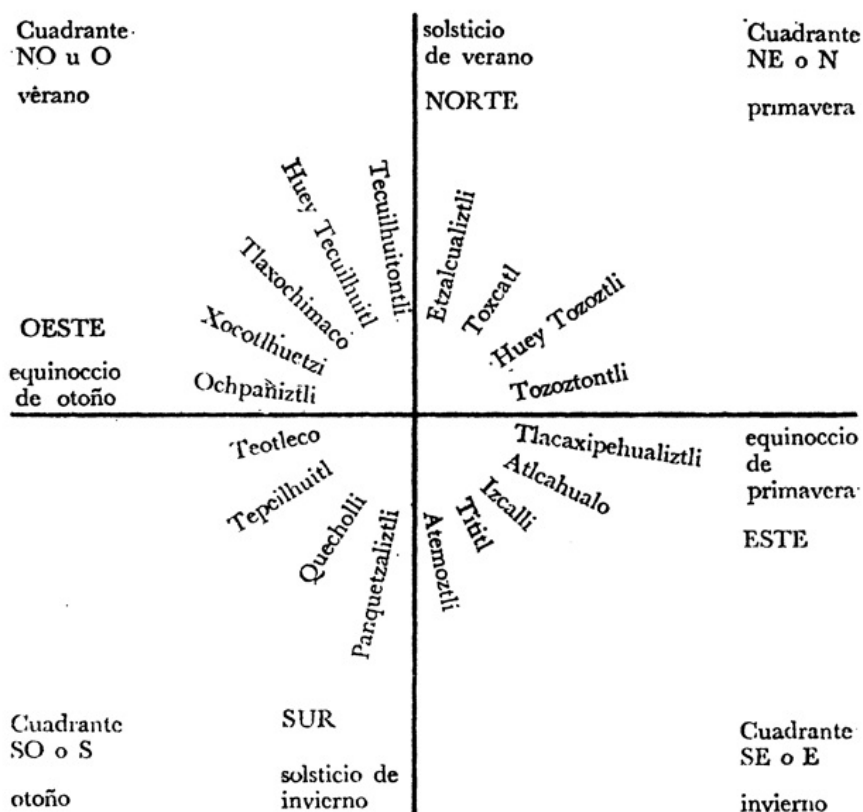 Cuadrante
NO u O
verano
solsticio
de verano
NORTE
Cuadrante
NE o N
primavera
Tecuilhuitontli
Huey Tecuilhuitl
Tlaxochimaco
Xocotlhuetzi
Ochpaniztli
Etzalcualiztli
Toxcatl
Huey Tozoztli
Tozoztontli
OESTE
equinoccio
de otoño
Teotleco
Tepeilhuitl
Quecholli
Panquetzaliztli
Tlacaxipehualiztli
Atlcahualo
Izcalli
Tititl
Atemoztli
equinoccio
de
primavera
ESTE
Cuadrante
SO o S
otoño
SUR
solsticio de
invierno
Cuadrante
SE o E
invierno